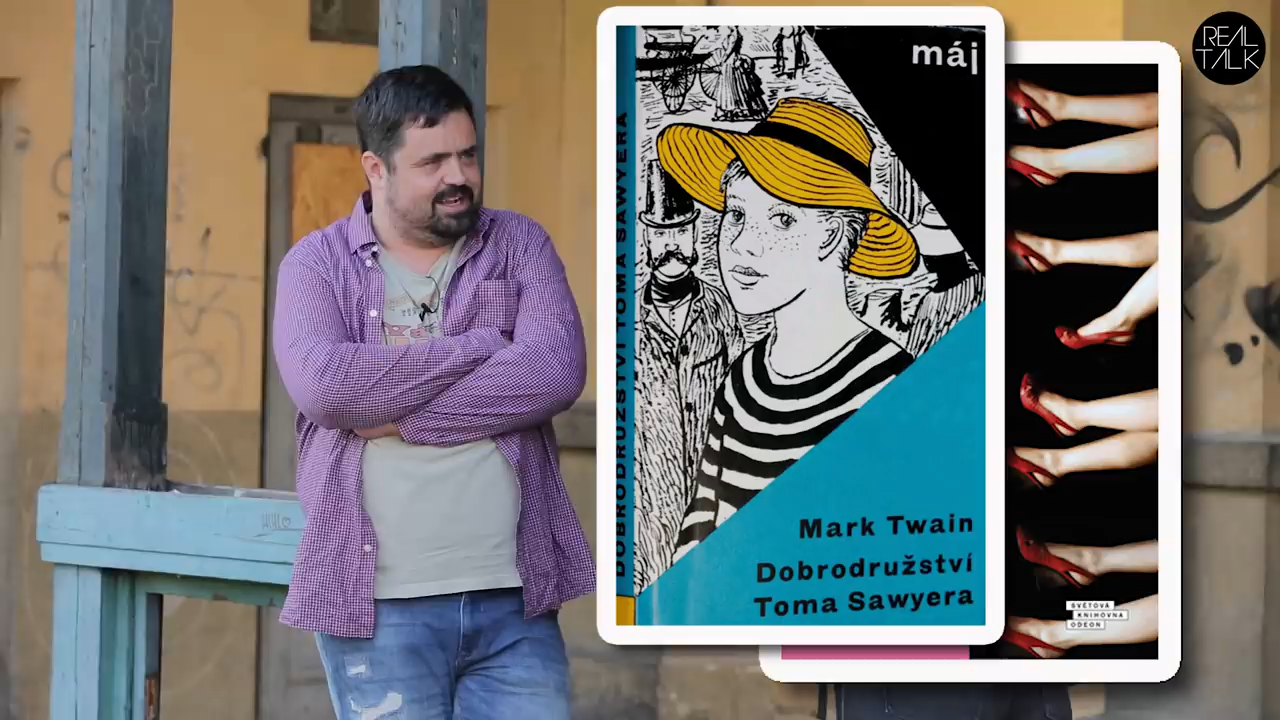 REAL
TALK
máj
DOBRODRUŽSTVÍ TOMA SAWYERA
Mark Twain
Dobrodružství
Toma Sawyera
SVĚTOVÁ
KNIHOVNA
ODEON